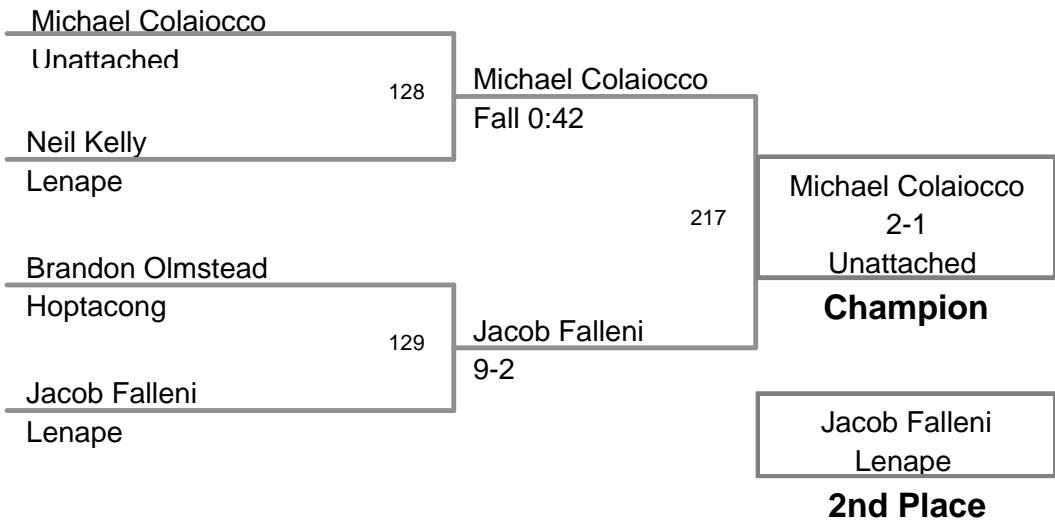 Michael Colaiocco
Unattached
128
Neil Kelly
Lenape
Michael Colaiocco
Fall 0:42
Brandon Olmstead
Hoptacong
129
Jacob Falleni
Lenape
Jacob Falleni
9-2
217
Michael Colaiocco
2-1
Unattached
Champion
Jacob Falleni
Lenape
2nd Place